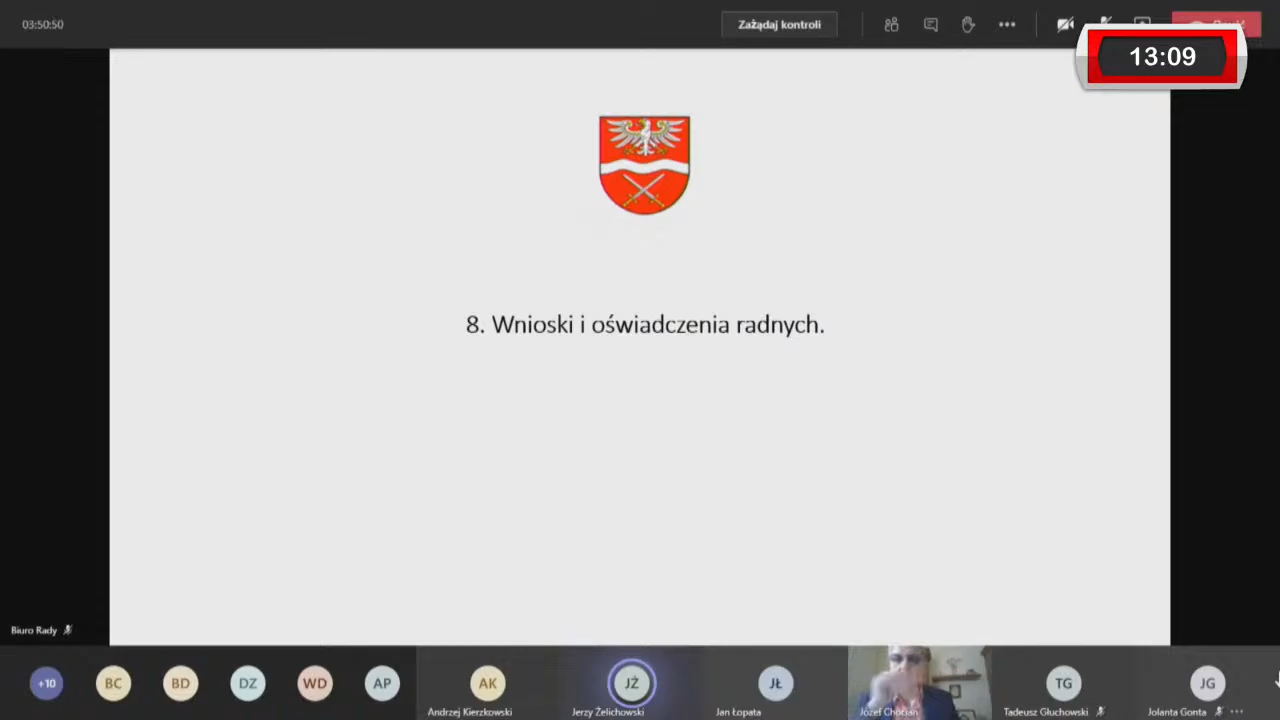 03:50:50
Zażądaj kontroli
13:09
8. Wnioski i oświadczenia radnych.
Biuro Rady
+10
BC
BD
DZ
WD
AP
AK
Andrzej Kierzkowski
JŻ
Jerzy Żelichowski
JŁ
Jan Łopata
Józef Chocian
TG
Tadeusz Głuchowski
JG
Jolanta Gonta